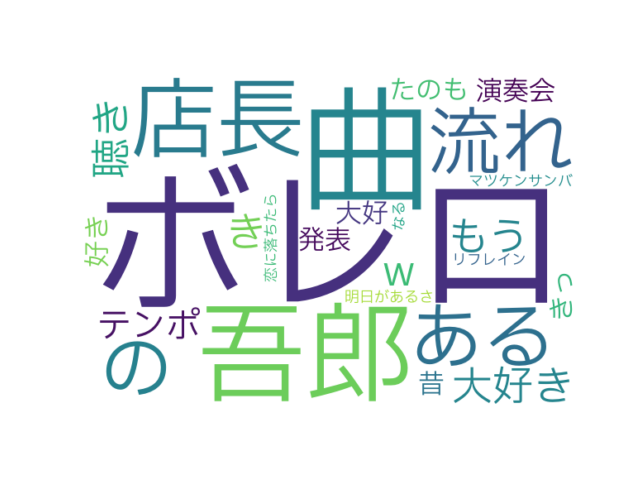 たのも
演奏会
店長
曲
流れ
聴き
マツケンサンバ
ボレロ
恋に落ちたら
大好
なる
もう
好き
き
発表
リフレイン
w
明日があるさ
きっ
テンポ
吾郎
ある
の
昔
大好き